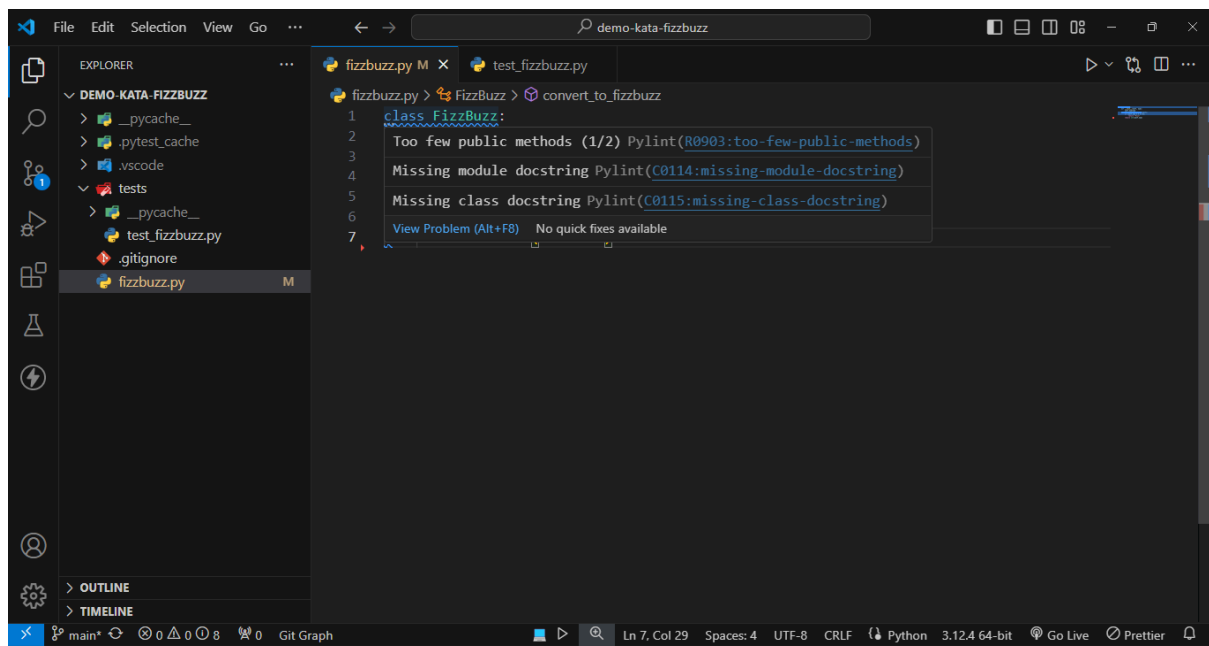 File Edit Selection View Go ···
demo-kata-fizzbuzz
EXPLORER ···
DEMO-KATA-FIZZBUZZ
__pycache__
.pytest_cache
.vscode
tests
__pycache__
test_fizzbuzz.py
.gitignore
fizzbuzz.py M
OUTLINE
TIMELINE
fizzbuzz.py M
test_fizzbuzz.py
fizzbuzz.py > FizzBuzz > convert_to_fizzbuzz
1 class FizzBuzz:
2
3
4
5
6
7
Too few public methods (1/2) Pylint(R0903:too-few-public-methods)
Missing module docstring Pylint(C0114:missing-module-docstring)
Missing class docstring Pylint(C0115:missing-class-docstring)
View Problem (Alt+F8) No quick fixes available
1
main* 0 0 8 0 Git Graph Ln 7, Col 29 Spaces: 4 UTF-8 CRLF Python 3.12.4 64-bit Go Live Prettier